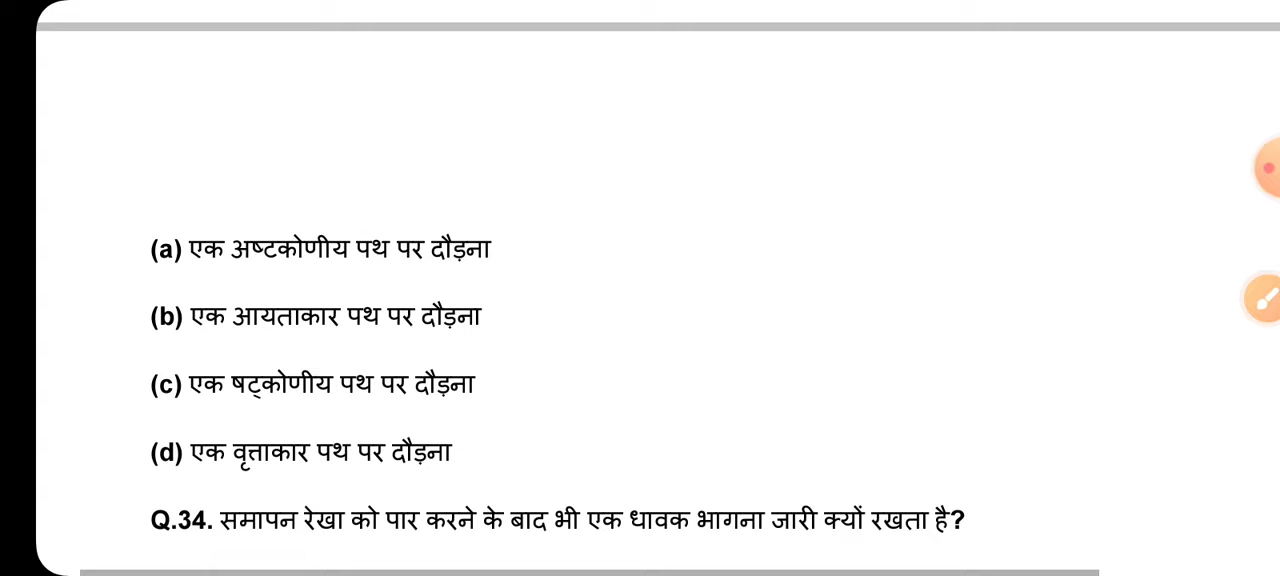 (a) एक अष्टकोणीय पथ पर दौड़ना
(b) एक आयताकार पथ पर दौड़ना
(c) एक षट्कोणीय पथ पर दौड़ना
(d) एक वृत्ताकार पथ पर दौड़ना
Q.34. समापन रेखा को पार करने के बाद भी एक धावक भागना जारी क्यों रखता है?